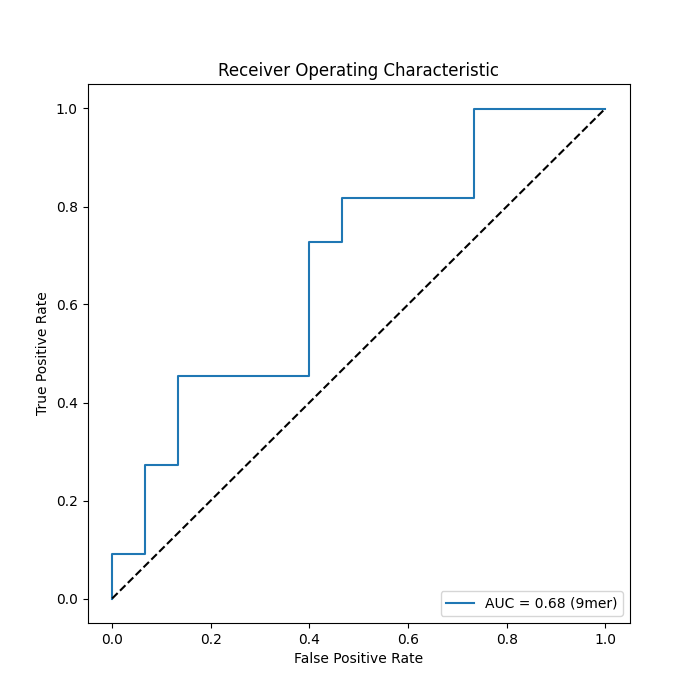 Receiver Operating Characteristic
1.0
0.8
0.6
0.4
0.2
0.0
True Positive Rate
AUC = 0.68 (9mer)
0.0 0.2 0.4 0.6 0.8 1.0
False Positive Rate